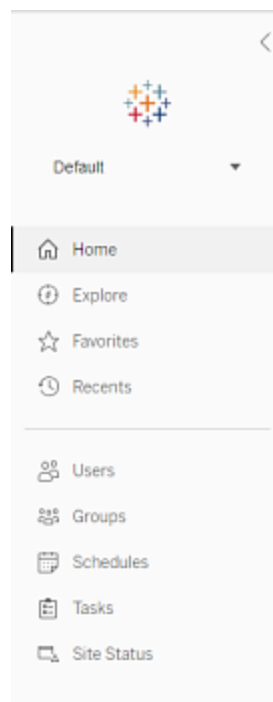 Default
Home
Explore
Favorites
Recents
Users
Groups
Schedules
Tasks
Site Status